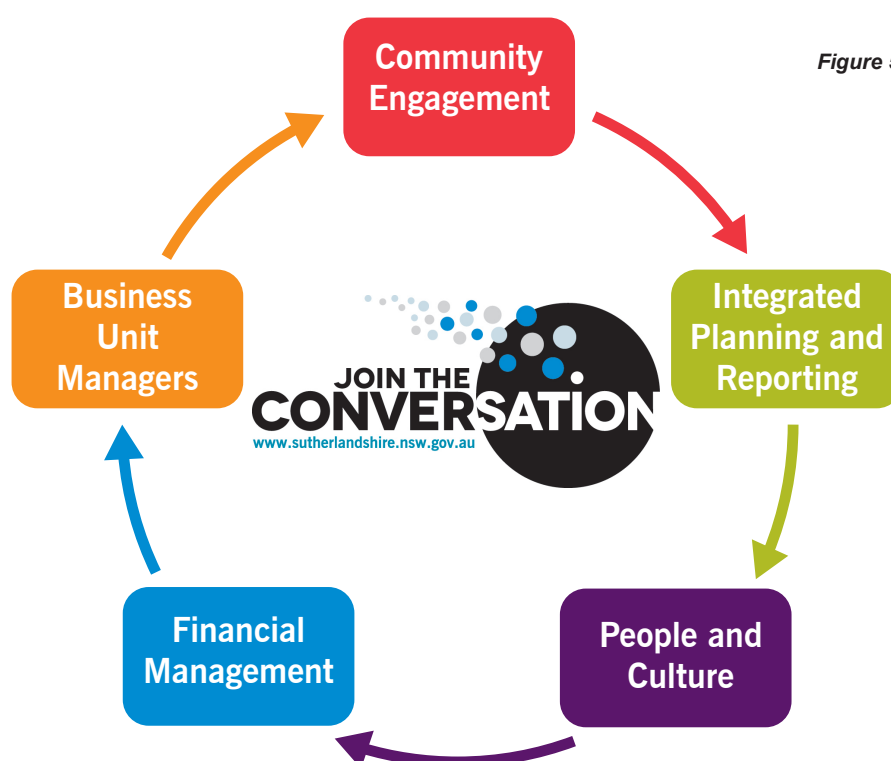 Community
Engagement
Figure
Business
Unit
Managers
Integrated
Planning and
Reporting
JOIN THE
CONVERSATION
www.sutherlandshire.nsw.gov.au
Financial
Management
People and
Culture